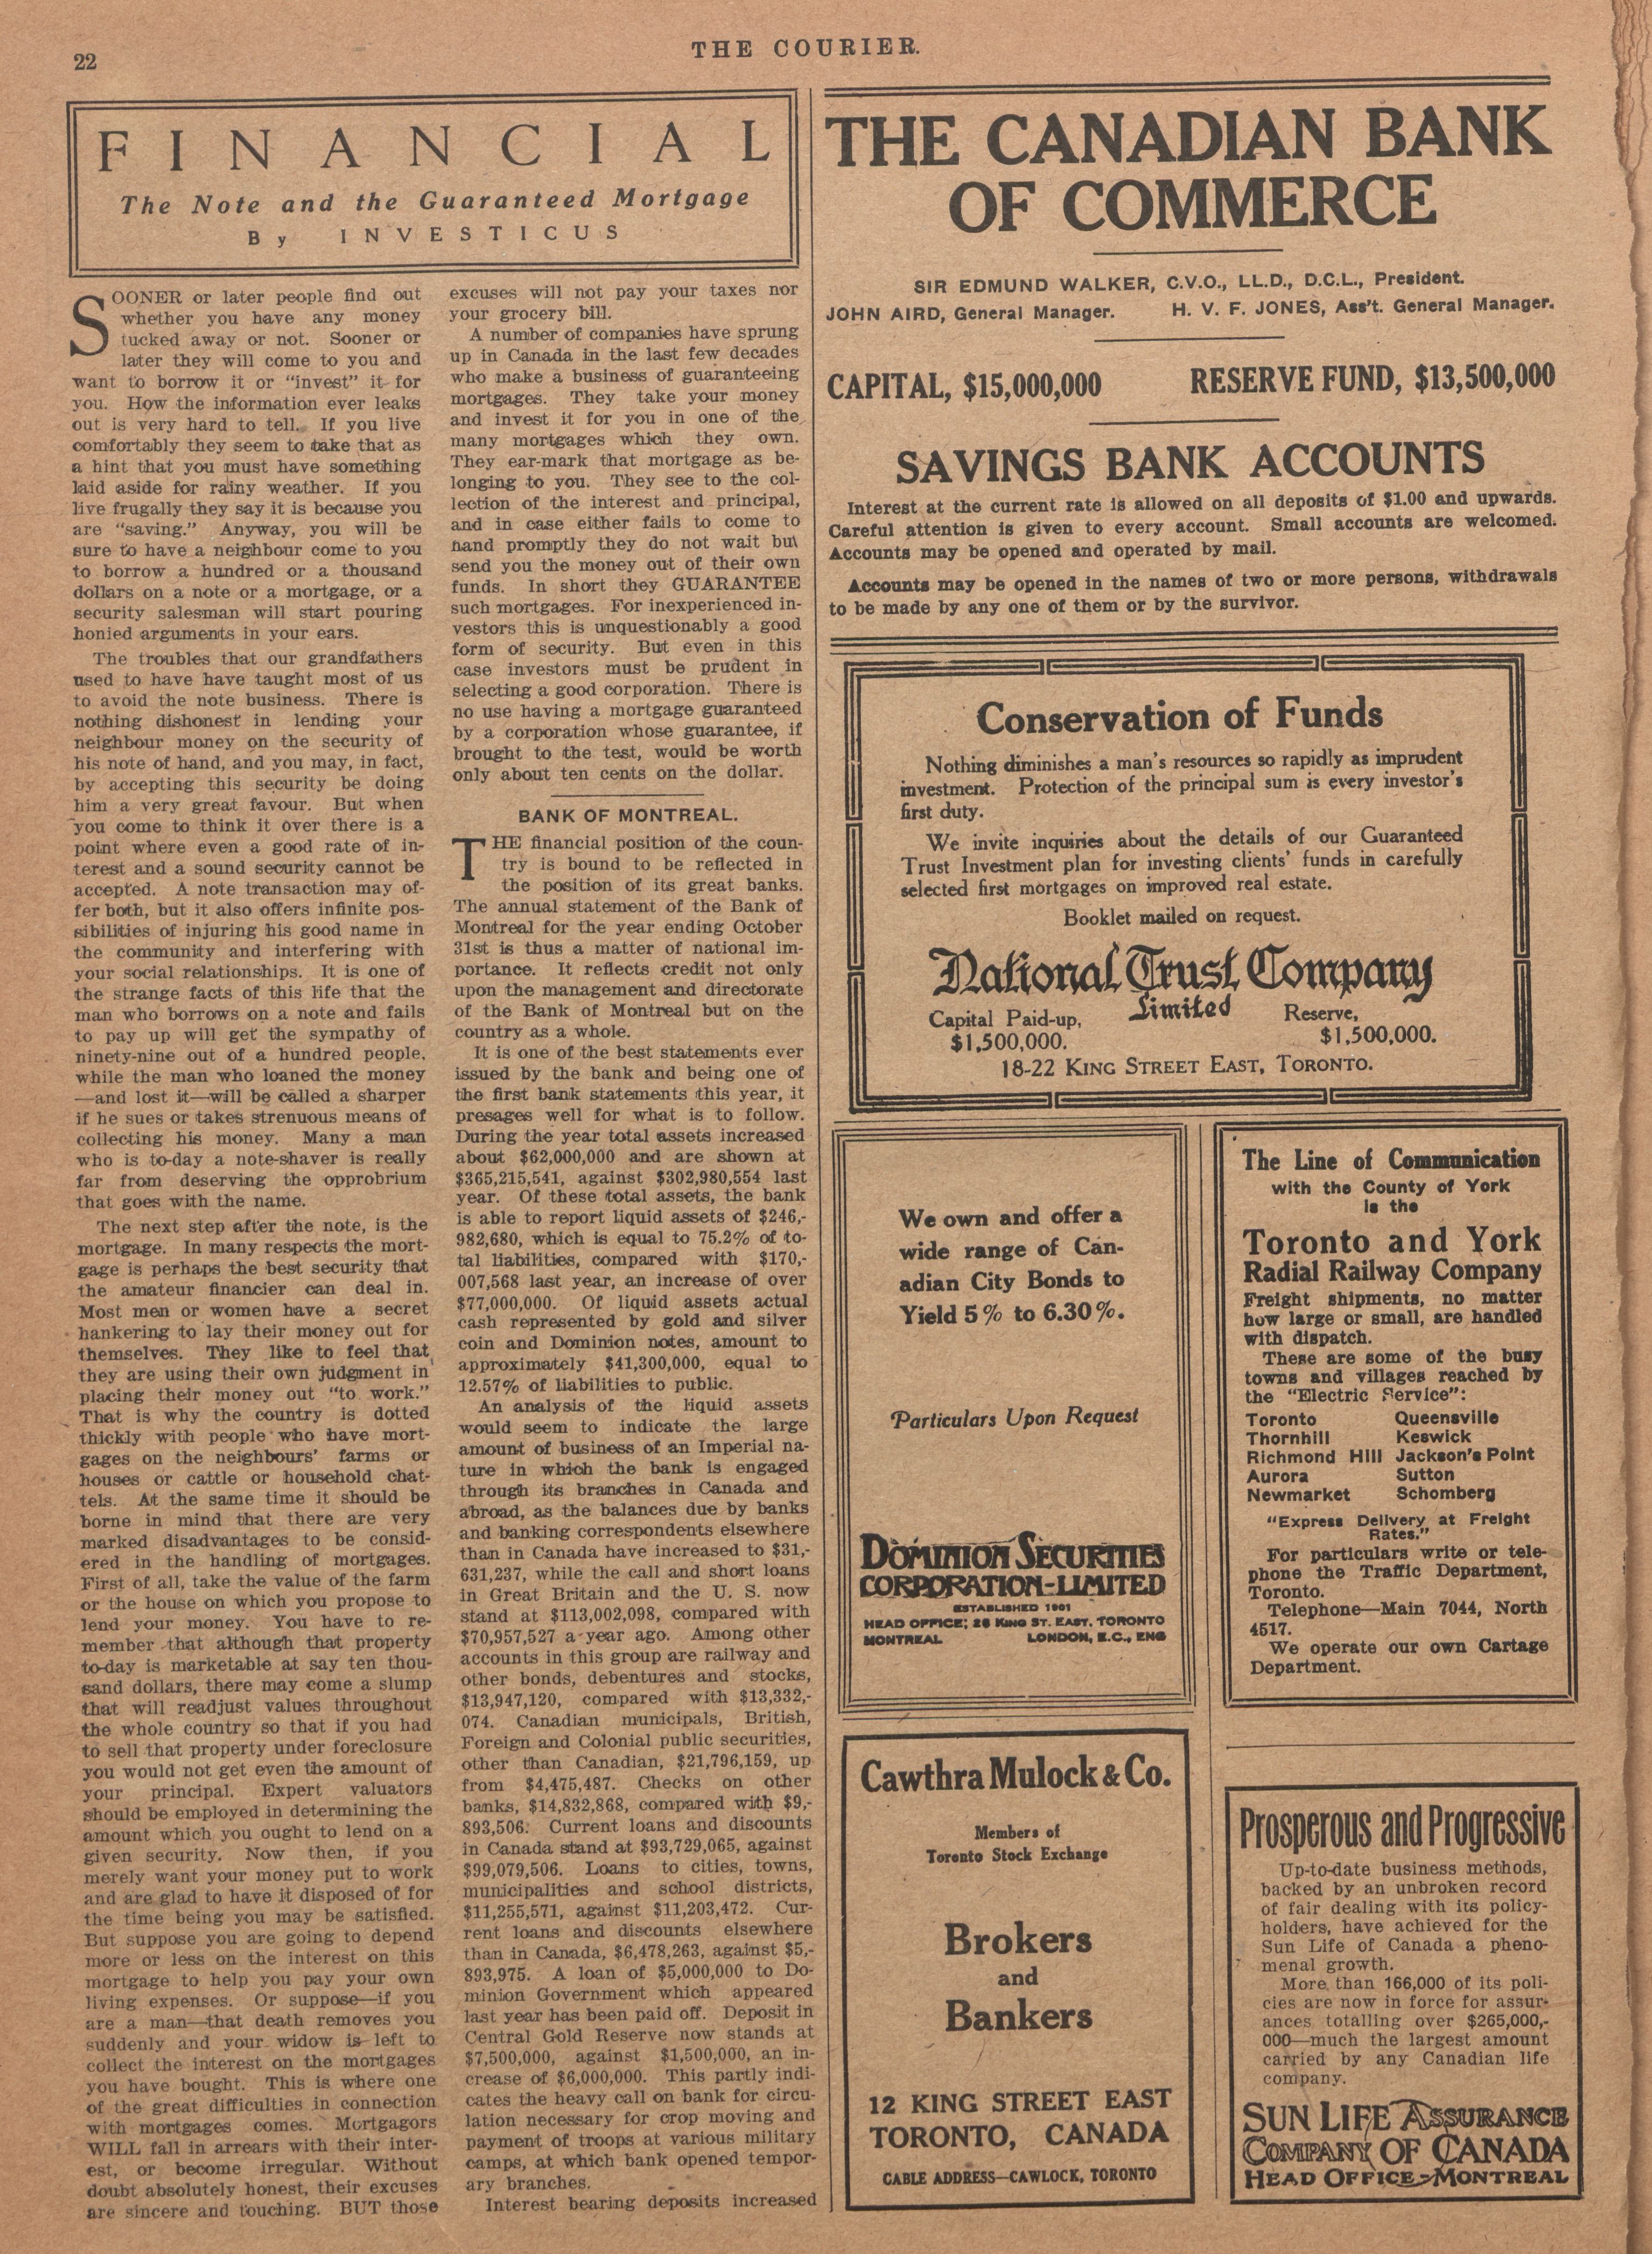 22
THE COURIER.
FINANCIAL
The Note and the Guaranteed Mortgage
By INVESTICUS
SOONER or later people find out
whether you have any money
tucked away or not. Sooner or
later they will come to you and
want to borrow it or “invest” it for
you. How the information ever leaks
out is very hard to tell. If you live
comfortably they seem to take that as
a hint that you must have something
laid aside for rainy weather. If you
live frugally they say it is because you
are “saving.” Anyway, you will be
sure to have a neighbour come to you
to borrow a hundred or a thousand
dollars on a note or a mortgage, or a
security salesman will start pouring
honied arguments in your ears.
The troubles that our grandfathers
used to have have taught most of us
to avoid the note business. There is
nothing dishonest in lending your
neighbour money on the security of
his note of hand, and you may, in fact,
by accepting this security be doing
him a very great favour. But when
you come to think it over there is a
point where even a good rate of in-
terest and a sound security cannot be
accepted. A note transaction may of-
fer both, but it also offers infinite pos-
sibilities of injuring his good name in
the community and interfering with
your social relationships. It is one of
the strange facts of this life that the
man who borrows on a note and fails
to pay up will get the sympathy of
ninety-nine out of a hundred people,
while the man who loaned the money
—and lost it—will be called a sharper
if he sues or takes strenuous means of
collecting his money. Many a man
who is to-day a note-shaver is really
far from deserving the opprobrium
that goes with the name.
The next step after the note, is the
mortgage. In many respects the mort-
gage is perhaps the best security that
the amateur financier can deal in.
Most men or women have a secret
hankering to lay their money out for
themselves. They like to feel that
they are using their own judgment in
placing their money out “to work.”
That is why the country is dotted
thickly with people who have mort-
gages on the neighbours’ farms or
houses or cattle or household chat-
tels. At the same time it should be
borne in mind that there are very
marked disadvantages to be consid-
ered in the handling of mortgages.
First of all, take the value of the farm
or the house on which you propose to
lend your money. You have to re-
member that although that property
to-day is marketable at say ten thou-
sand dollars, there may come a slump
that will readjust values throughout
the whole country so that if you had
to sell that property under foreclosure
you would not get even the amount of
your principal. Expert valuators
should be employed in determining the
amount which you ought to lend on a
given security. Now then, if you
merely want your money put to work
and are glad to have it disposed of for
the time being you may be satisfied.
But suppose you are going to depend
more or less on the interest on this
mortgage to help you pay your own
living expenses. Or suppose—if you
are a man—that death removes you
suddenly and your widow is left to
collect the interest on the mortgages
you have bought. This is where one
of the great difficulties in connection
with mortgages comes. Mortgagors
WILL fall in arrears with their inter-
est, or become irregular. Without
doubt absolutely honest, their excuses
are sincere and touching. BUT those
excuses will not pay your taxes nor
your grocery bill.
A number of companies have sprung
up in Canada in the last few decades
who make a business of guaranteeing
mortgages. They take your money
and invest it for you in one of the
many mortgages which they own.
They ear-mark that mortgage as be-
longing to you. They see to the col-
lection of the interest and principal,
and in case either fails to come to
hand promptly they do not wait but
send you the money out of their own
funds. In short they GUARANTEE
such mortgages. For inexperienced in-
vestors this is unquestionably a good
form of security. But even in this
case investors must be prudent in
selecting a good corporation. There is
no use having a mortgage guaranteed
by a corporation whose guarantee, if
brought to the test, would be worth
only about ten cents on the dollar.
BANK OF MONTREAL.
THE financial position of the coun-
try is bound to be reflected in
the position of its great banks.
The annual statement of the Bank of
Montreal for the year ending October
31st is thus a matter of national im-
portance. It reflects credit not only
upon the management and directorate
of the Bank of Montreal but on the
country as a whole.
It is one of the best statements ever
issued by the bank and being one of
the first bank statements this year, it
presages well for what is to follow.
During the year total assets increased
about $62,000,000 and are shown at
$365,215,541, against $302,980,554 last
year. Of these total assets, the bank
is able to report liquid assets of $246,-
982,680, which is equal to 75.2% of to-
tal liabilities, compared with $170,-
007,568 last year, an increase of over
$77,000,000. Of liquid assets actual
cash represented by gold and silver
coin and Dominion notes, amount to
approximately $41,300,000, equal to
12.57% of liabilities to public.
An analysis of the liquid assets
would seem to indicate the large
amount of business of an Imperial na-
ture in which the bank is engaged
through its branches in Canada and
abroad, as the balances due by banks
and banking correspondents elsewhere
than in Canada have increased to $31,-
631,237, while the call and short loans
in Great Britain and the U. S. now
stand at $113,002,098, compared with
$70,957,527 a year ago. Among other
accounts in this group are railway and
other bonds, debentures and stocks,
$13,947,120, compared with $13,332,-
074. Canadian municipals, British,
Foreign and Colonial public securities,
other than Canadian, $21,796,159, up
from $4,475,487. Checks on other
banks, $14,832,868, compared with $9,-
893,506. Current loans and discounts
in Canada stand at $93,729,065, against
$99,079,506. Loans to cities, towns,
municipalities and school districts,
$11,255,571, against $11,203,472. Cur-
rent loans and discounts elsewhere
than in Canada, $6,478,263, against $5,-
893,975. A loan of $5,000,000 to Do-
minion Government which appeared
last year has been paid off. Deposit in
Central Gold Reserve now stands at
$7,500,000, against $1,500,000, an in-
crease of $6,000,000. This partly indi-
cates the heavy call on bank for circu-
lation necessary for crop moving and
payment of troops at various military
camps, at which bank opened tempor-
ary branches.
Interest bearing deposits increased
THE CANADIAN BANK
OF COMMERCE
SIR EDMUND WALKER, C.V.O., LL.D., D.C.L., President.
JOHN AIRD, General Manager. H. V. F. JONES, Ass’t. General Manager.
CAPITAL, $15,000,000 RESERVE FUND, $13,500,000
SAVINGS BANK ACCOUNTS
Interest at the current rate is allowed on all deposits of $1.00 and upwards.
Careful attention is given to every account. Small accounts are welcomed.
Accounts may be opened and operated by mail.
Accounts may be opened in the names of two or more persons, withdrawals
to be made by any one of them or by the survivor.
Conservation of Funds
Nothing diminishes a man’s resources so rapidly as imprudent
investment. Protection of the principal sum is every investor’s
first duty.
We invite inquiries about the details of our Guaranteed
Trust Investment plan for investing clients’ funds in carefully
selected first mortgages on improved real estate.
Booklet mailed on request.
National Trust Company
Limited
Capital Paid-up, Reserve,
$1,500,000. $1,500,000.
18-22 KING STREET EAST, TORONTO.
We own and offer a
wide range of Can-
adian City Bonds to
Yield 5% to 6.30%.
Particulars Upon Request
DOMINION SECURITIES
CORPORATION-LIMITED
ESTABLISHED 1901
HEAD OFFICE; 26 KING ST. EAST. TORONTO
MONTREAL LONDON, E.C., ENG
The Line of Communication
with the County of York
is the
Toronto and York
Radial Railway Company
Freight shipments, no matter
how large or small, are handled
with dispatch.
These are some of the busy
towns and villages reached by
the “Electric Service”:
Toronto Queensville
Thornhill Keswick
Richmond Hill Jackson’s Point
Aurora Sutton
Newmarket Schomberg
“Express Delivery at Freight
Rates.”
For particulars write or tele-
phone the Traffic Department,
Toronto.
Telephone—Main 7044, North
4517.
We operate our own Cartage
Department.
Cawthra Mulock & Co.
Members of
Toronto Stock Exchange
Brokers
and
Bankers
12 KING STREET EAST
TORONTO, CANADA
CABLE ADDRESS—CAWLOCK, TORONTO
Prosperous and Progressive
Up-to-date business methods,
backed by an unbroken record
of fair dealing with its policy-
holders, have achieved for the
Sun Life of Canada a pheno-
menal growth.
More than 166,000 of its poli-
cies are now in force for assur-
ances totalling over $265,000,-
000—much the largest amount
carried by any Canadian life
company.
SUN LIFE ASSURANCE
COMPANY OF CANADA
HEAD OFFICE—MONTREAL